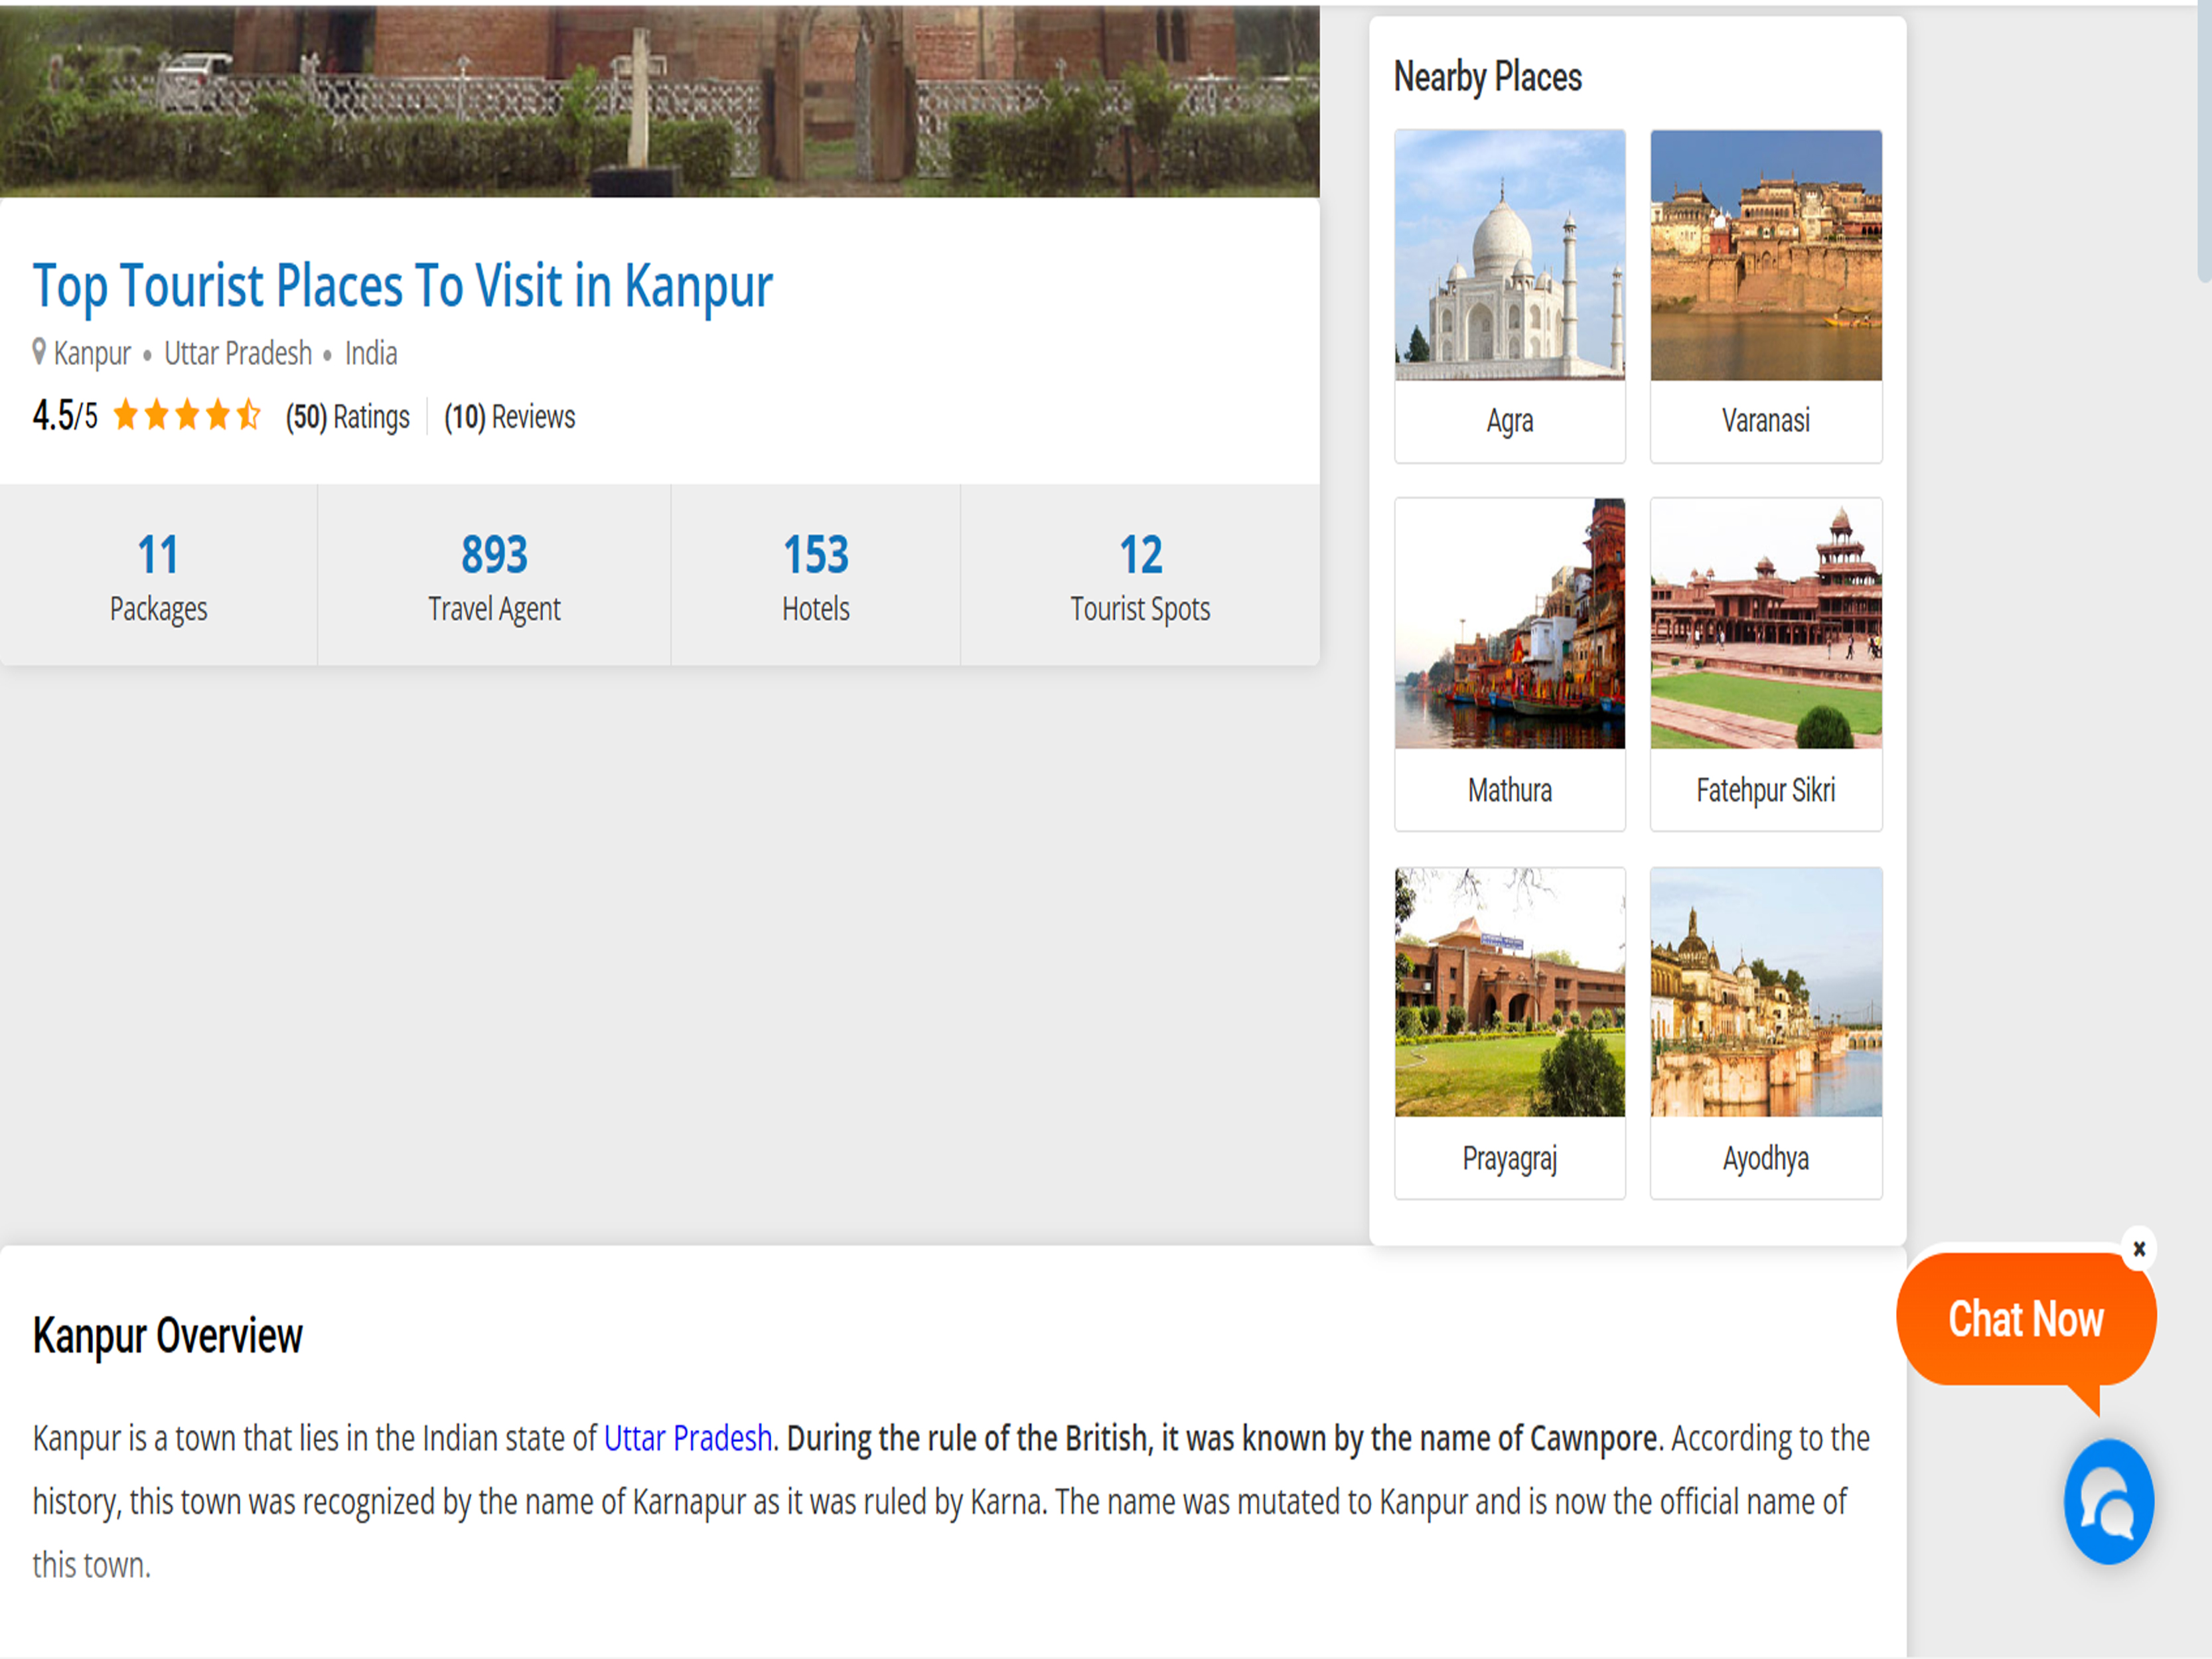 Top Tourist Places To Visit in Kanpur
Kanpur • Uttar Pradesh • India
4.5/5 (50) Ratings (10) Reviews
11
Packages
893
Travel Agent
153
Hotels
12
Tourist Spots
Nearby Places
Agra
Varanasi
Mathura
Fatehpur Sikri
Prayagraj
Ayodhya
Kanpur Overview
Kanpur is a town that lies in the Indian state of Uttar Pradesh. During the rule of the British, it was known by the name of Cawnpore. According to the
history, this town was recognized by the name of Karnapur as it was ruled by Karna. The name was mutated to Kanpur and is now the official name of
this town.
×
Chat Now